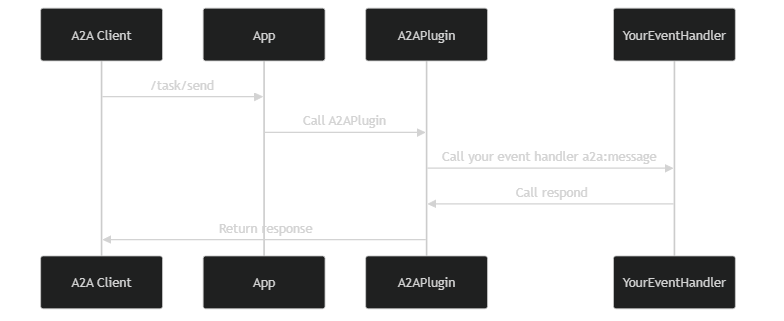 A2A Client
App
A2APlugin
YourEventHandler
/task/send
Call A2APlugin
Call your event handler a2a:message
Call respond
Return response
A2A Client
App
A2APlugin
YourEventHandler